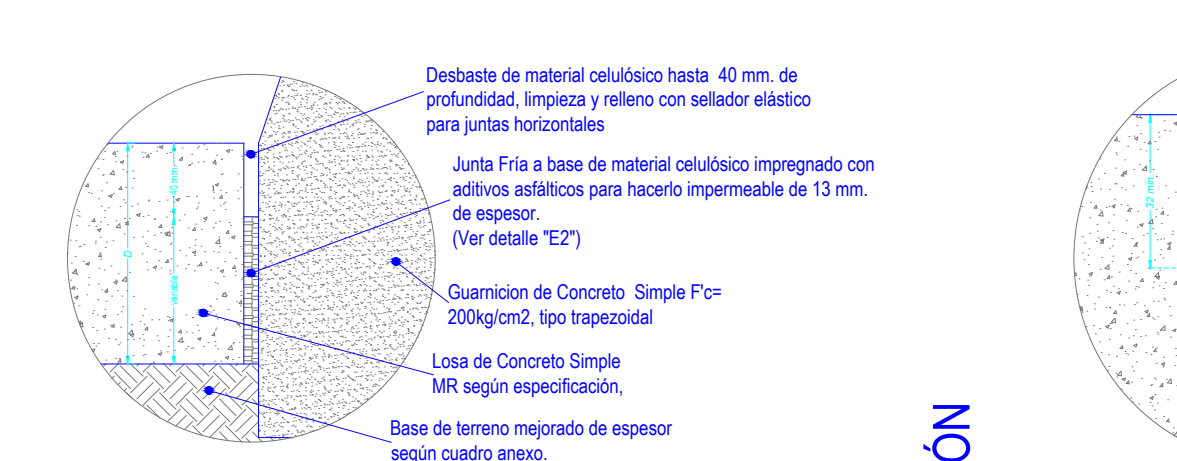 Desbaste de material celulósico hasta 40 mm. de
profundidad, limpieza y relleno con sellador elástico
para juntas horizontales
Junta Fría a base de material celulósico impregnado con
aditivos asfálticos para hacerlo impermeable de 13 mm.
de espesor.
(Ver detalle "E2")
Guarnicion de Concreto Simple F'c=
200kg/cm2, tipo trapezoidal
Losa de Concreto Simple
MR según especificación,
Base de terreno mejorado de espesor
según cuadro anexo.
40 mm.
D
variable
32 mm.
ÓN